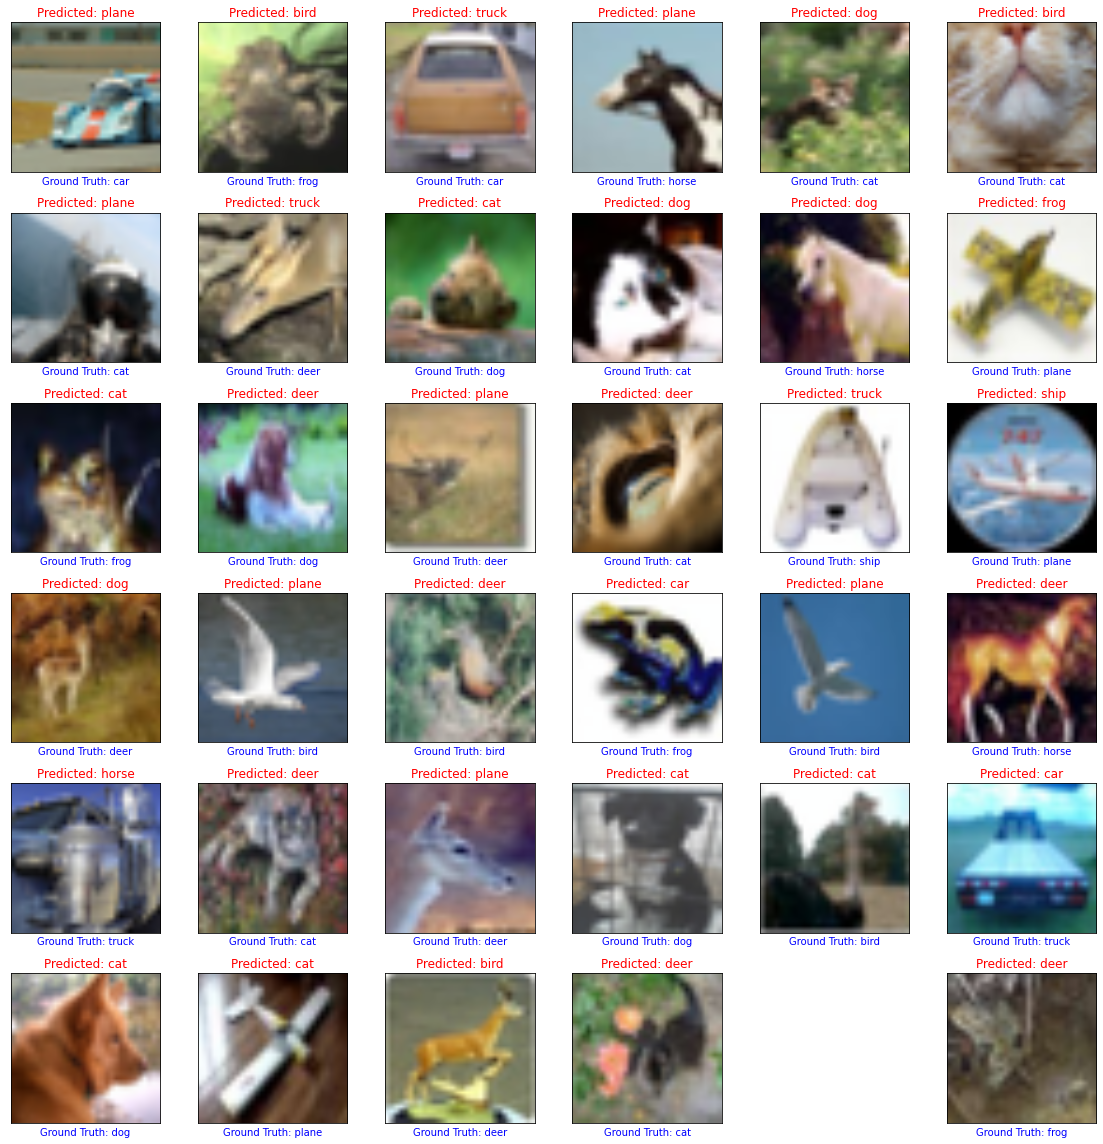 Predicted: plane
Predicted: bird
Predicted: truck
Predicted: plane
Predicted: dog
Predicted: bird
Ground Truth: car
Ground Truth: frog
Ground Truth: car
Ground Truth: horse
Ground Truth: cat
Ground Truth: cat
Predicted: plane
Predicted: truck
Predicted: cat
Predicted: dog
Predicted: dog
Predicted: frog
Ground Truth: cat
Ground Truth: deer
Ground Truth: dog
Ground Truth: cat
Ground Truth: horse
Ground Truth: plane
Predicted: cat
Predicted: deer
Predicted: plane
Predicted: deer
Predicted: truck
Predicted: ship
747
Ground Truth: frog
Ground Truth: dog
Ground Truth: deer
Ground Truth: cat
Ground Truth: ship
Ground Truth: plane
Predicted: dog
Predicted: plane
Predicted: deer
Predicted: car
Predicted: plane
Predicted: deer
Ground Truth: deer
Ground Truth: bird
Ground Truth: bird
Ground Truth: frog
Ground Truth: bird
Ground Truth: horse
Predicted: horse
Predicted: deer
Predicted: plane
Predicted: cat
Predicted: cat
Predicted: car
Ground Truth: truck
Ground Truth: cat
Ground Truth: deer
Ground Truth: dog
Ground Truth: bird
Ground Truth: truck
Predicted: cat
Predicted: cat
Predicted: bird
Predicted: deer
Predicted: deer
Ground Truth: dog
Ground Truth: plane
Ground Truth: deer
Ground Truth: cat
Ground Truth: frog